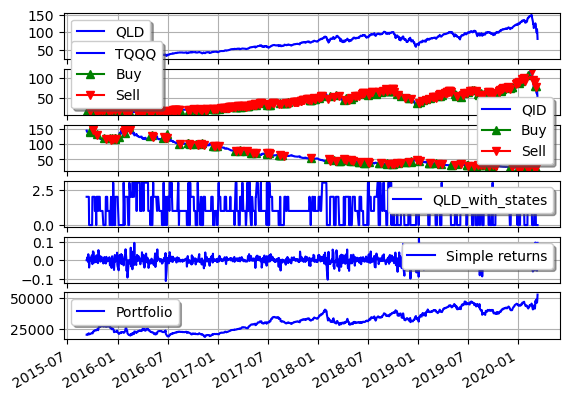 150
100
50
QLD
TQQQ
Buy
Sell
100
50
QID
Buy
Sell
150
100
50
2.5
0.0
QLD_with_states
0.1
0.0
−0.1
Simple returns
50000
25000
Portfolio
2015-07
2016-01
2016-07
2017-01
2017-07
2018-01
2018-07
2019-01
2019-07
2020-01